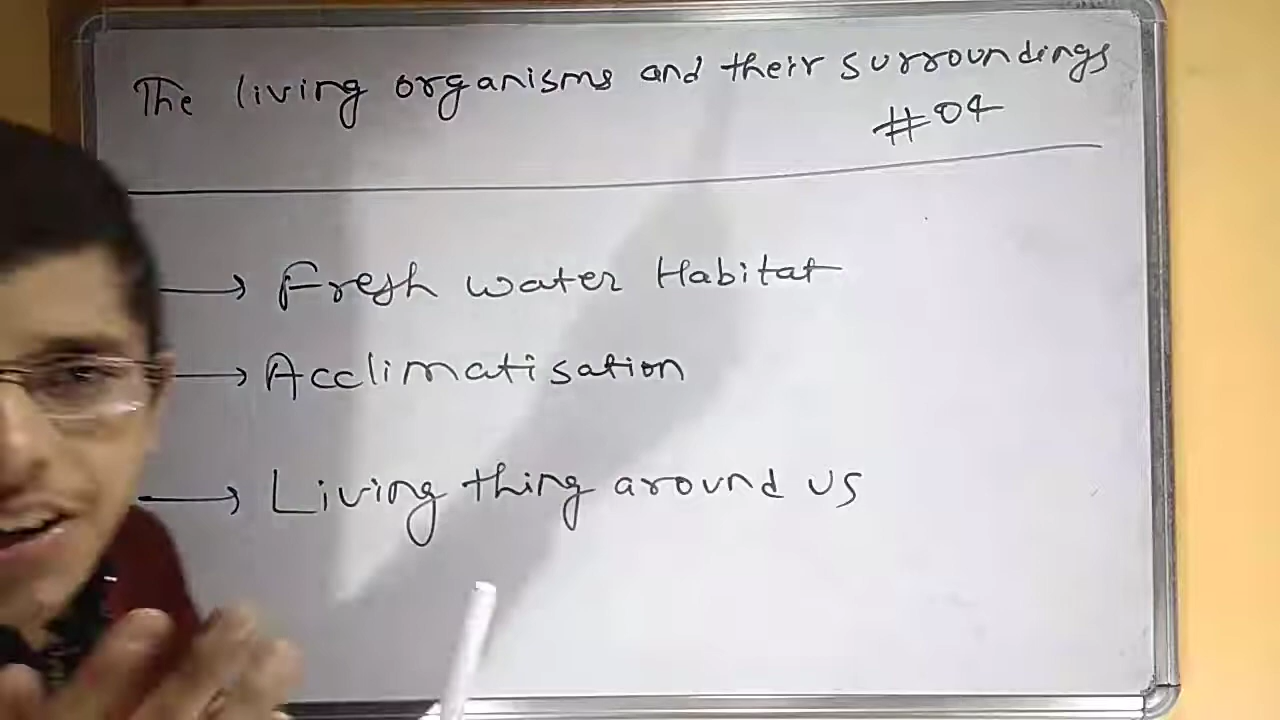 The living organisms and their surroundings
#04
→ Fresh water Habitat
→ Acclimatisation
→ Living thing around us